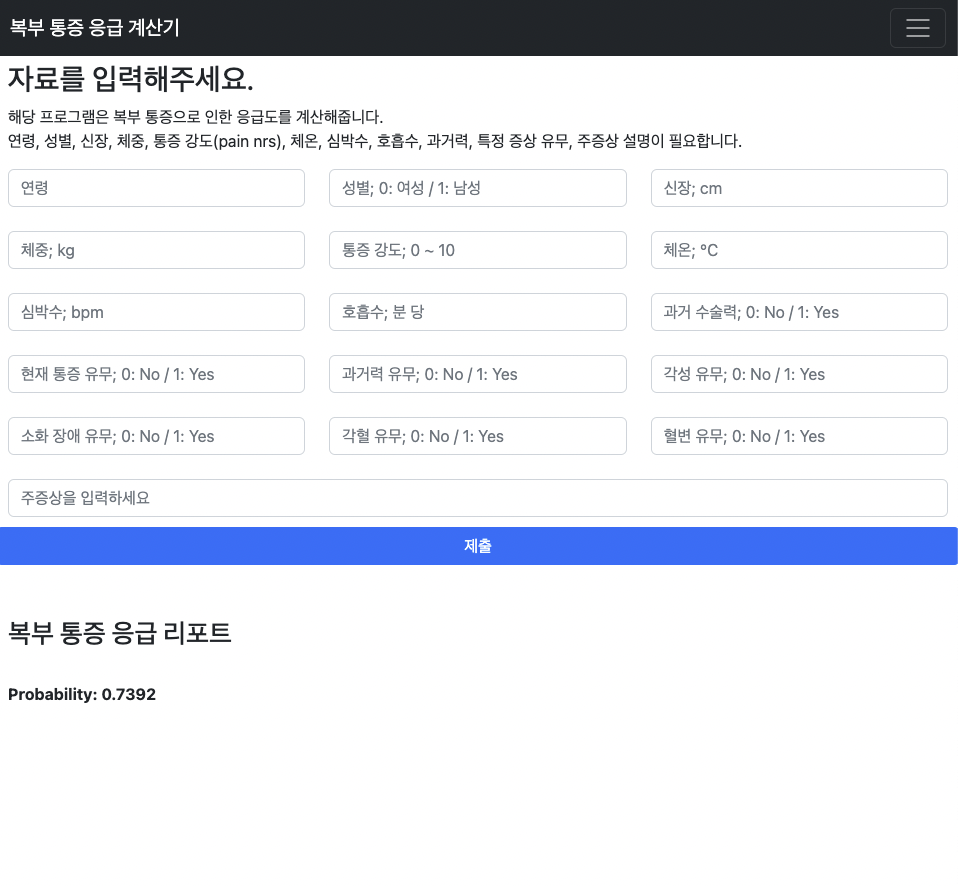 복부 통증 응급 계산기
자료를 입력해주세요.
해당 프로그램은 복부 통증으로 인한 응급도를 계산해줍니다.
연령, 성별, 신장, 체중, 통증 강도(pain nrs), 체온, 심박수, 호흡수, 과거력, 특정 증상 유무, 주증상 설명이 필요합니다.
연령
성별; 0: 여성 / 1: 남성
신장; cm
체중; kg
통증 강도; 0 ~ 10
체온; °C
심박수; bpm
호흡수; 분 당
과거 수술력; 0: No / 1: Yes
현재 통증 유무; 0: No / 1: Yes
과거력 유무; 0: No / 1: Yes
각성 유무; 0: No / 1: Yes
소화 장애 유무; 0: No / 1: Yes
각혈 유무; 0: No / 1: Yes
혈변 유무; 0: No / 1: Yes
주증상을 입력하세요
제출
복부 통증 응급 리포트
Probability: 0.7392